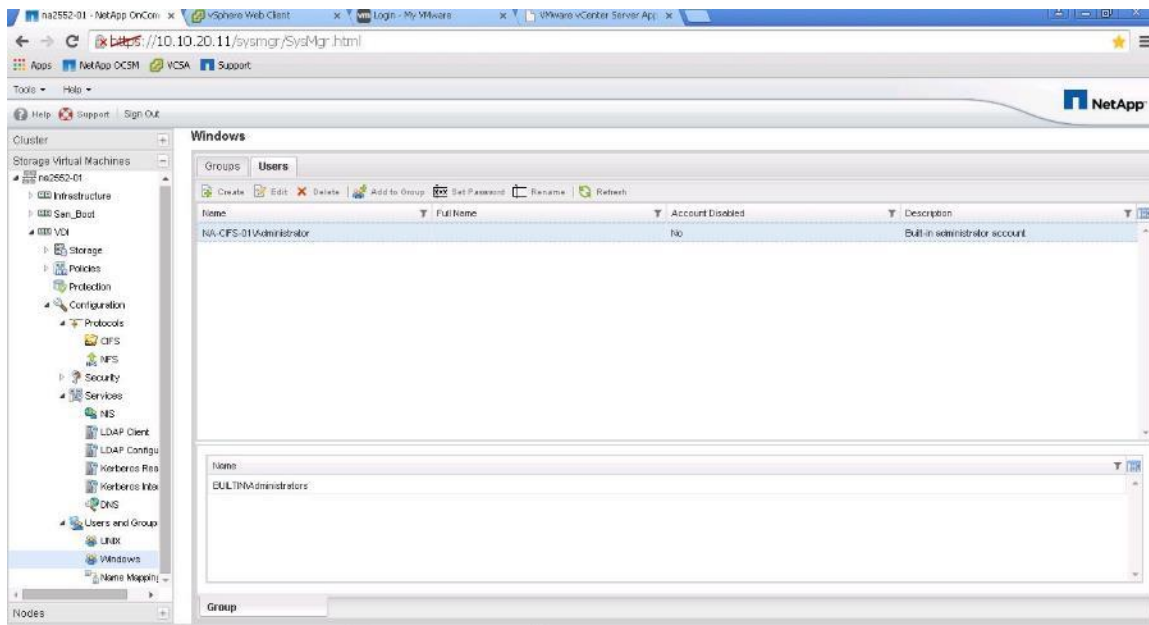 na2552-01 - NetApp OnCom
vSphere Web Client
vm Login - My VMware
VMware vCenter Server App
https://10.10.20.11/sysmgr/SysMgr.html
Apps NetApp OCSM VCSA Support
Tools Help
NetApp
Help Support Sign Out
Cluster
Storage Virtual Machines
na2552-01
Infrastructure
San_Boot
VDI
Storage
Policies
Protection
Configuration
Protocols
CIFS
NFS
Security
Services
NIS
LDAP Client
LDAP Configu
Kerberos Rea
Kerberos Inte
DNS
Users and Group
UNIX
Windows
Name Mapping
Nodes
Windows
Groups Users
Create Edit Delete Add to Group Set Password Rename Refresh
Name Full Name Account Disabled Description
NA-CIFS-01\Administrator No Built-in administrator account
Name
BUILTIN\Administrators
Group